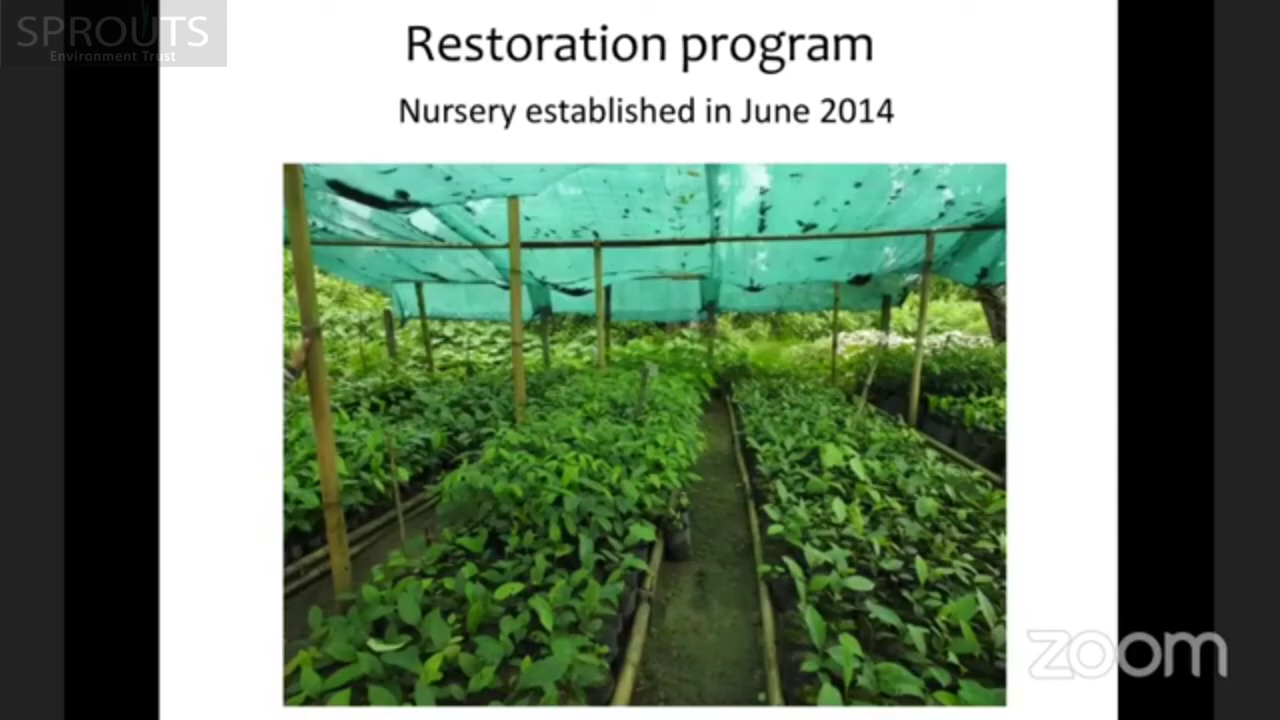 SPROUTS
Environment Trust
Restoration program
Nursery established in June 2014
zoom